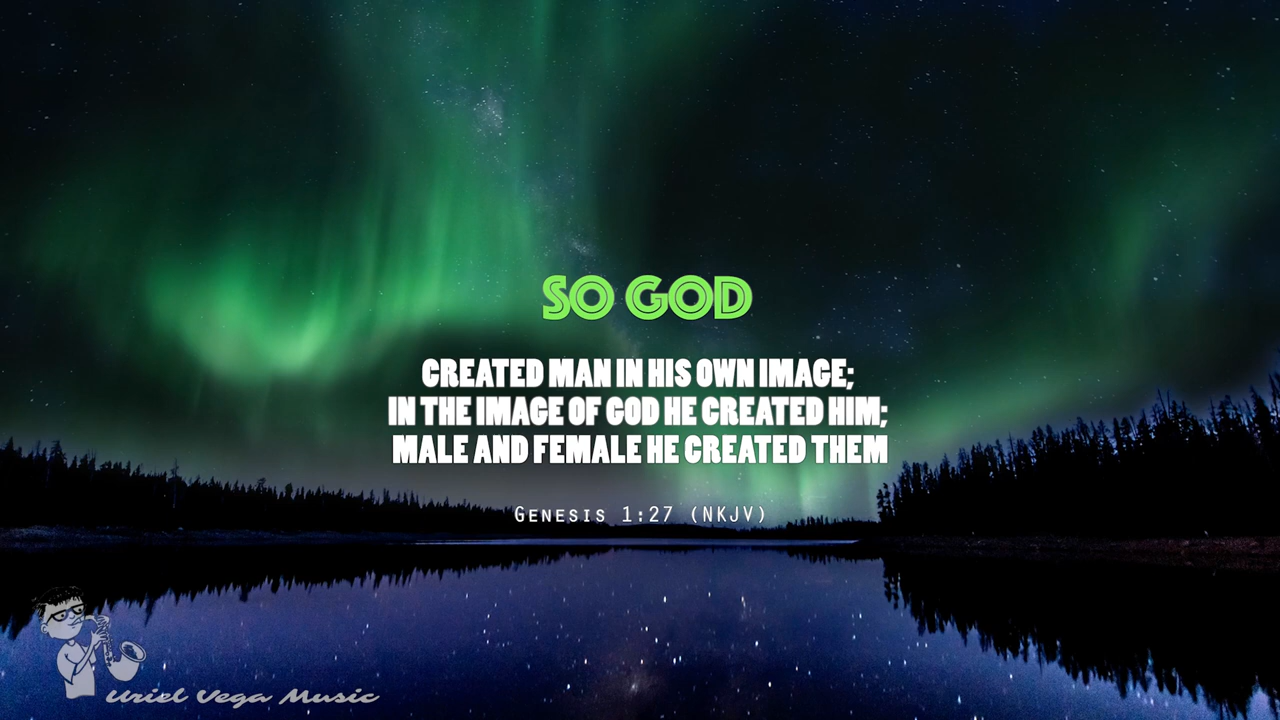 SO GOD
CREATED MAN IN HIS OWN IMAGE;
IN THE IMAGE OF GOD HE CREATED HIM;
MALE AND FEMALE HE CREATED THEM
Genesis 1:27 (NKJV)
Uriel Vega Music